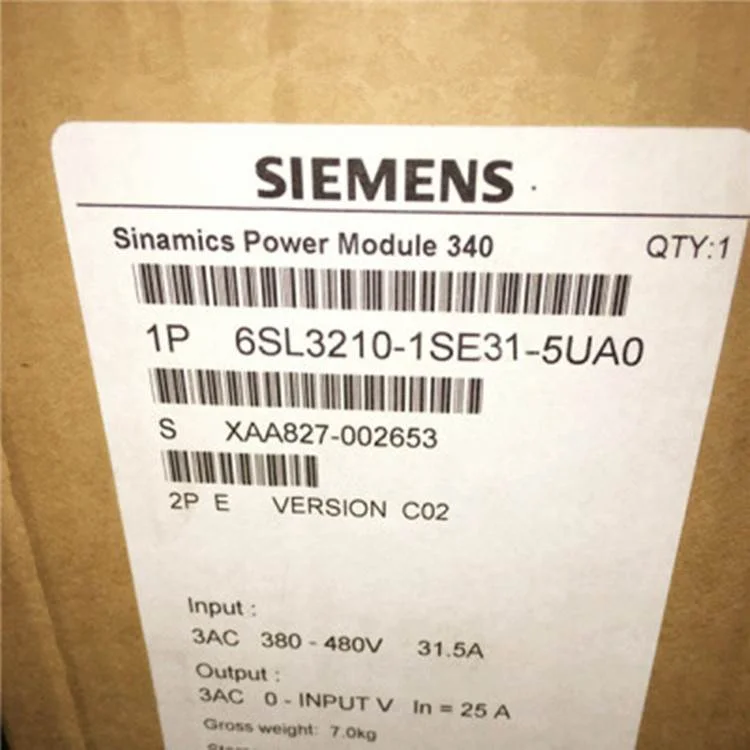 SIEMENS
Sinamics Power Module 340 QTY:1
1P 6SL3210-1SE31-5UA0
S XAA827-002653
2P E VERSION C02
Input :
3AC 380 - 480V 31.5A
Output :
3AC 0 - INPUT V In = 25 A
Gross weight: 7.0kg